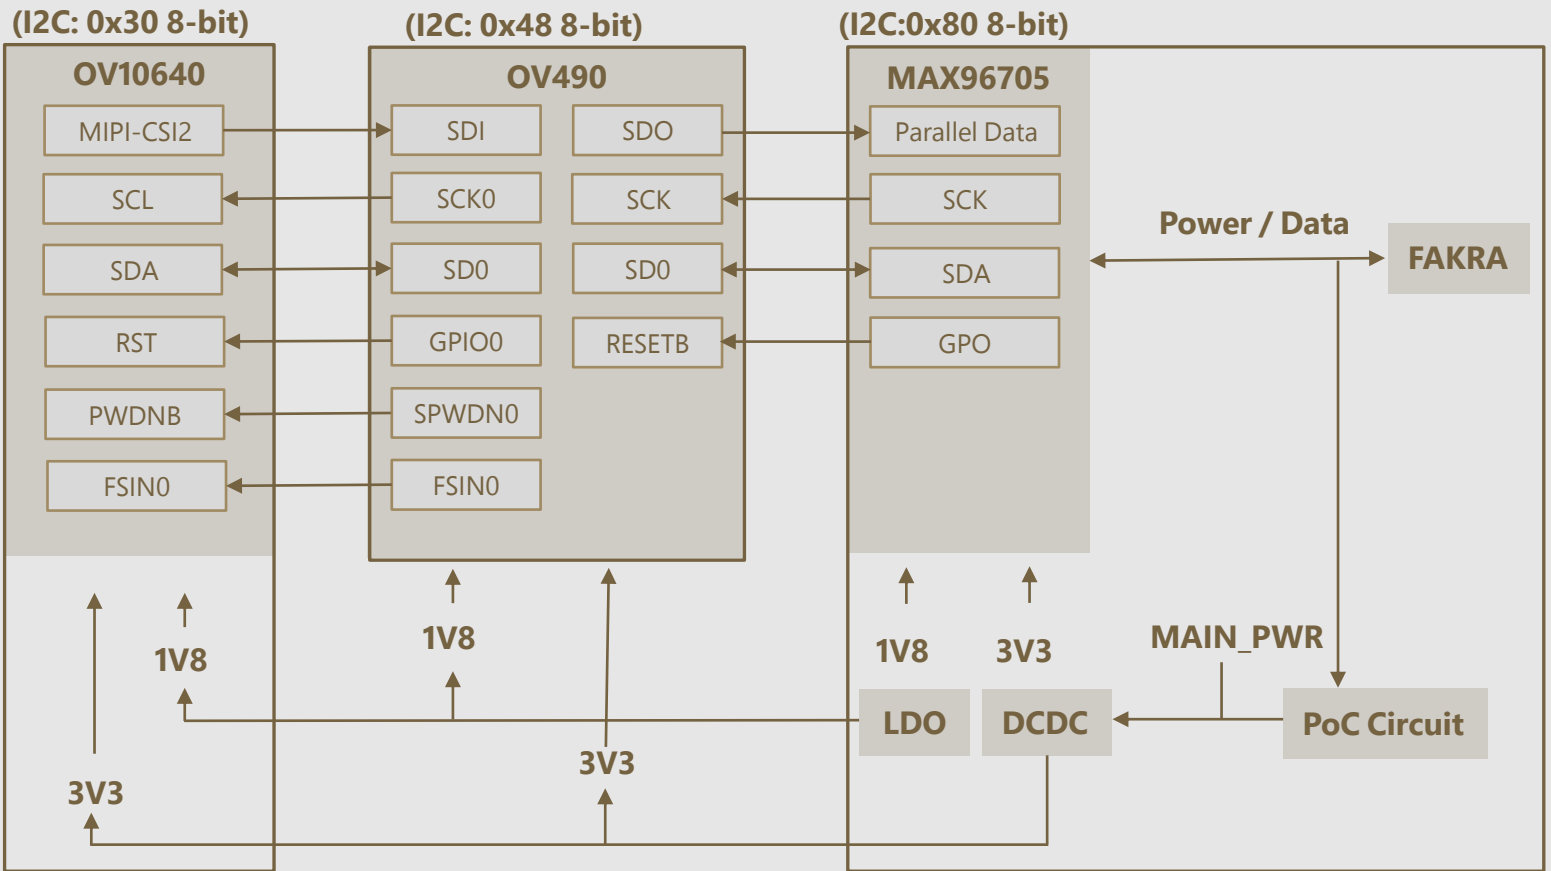 (I2C: 0x30 8-bit)
(I2C: 0x48 8-bit)
(I2C:0x80 8-bit)
OV10640
MIPI-CSI2
SCL
SDA
RST
PWDNB
FSIN0
OV490
SDI
SDO
SCK0
SCK
SD0
SD0
GPIO0
RESETB
SPWDN0
FSIN0
MAX96705
Parallel Data
SCK
SDA
GPO
Power / Data
FAKRA
1V8
3V3
1V8
3V3
1V8
3V3
MAIN_PWR
LDO
DCDC
PoC Circuit